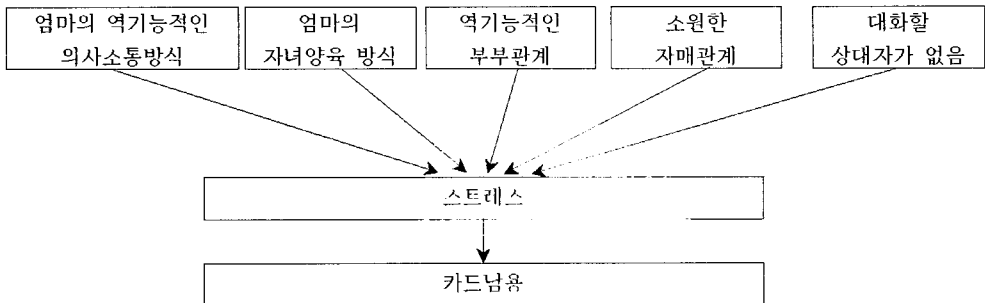 엄마의 역기능적인
의사소통방식
엄마의
자녀양육 방식
역기능적인
부부관계
소원한
자매관계
대화할
상대자가 없음
스트레스
카드남용